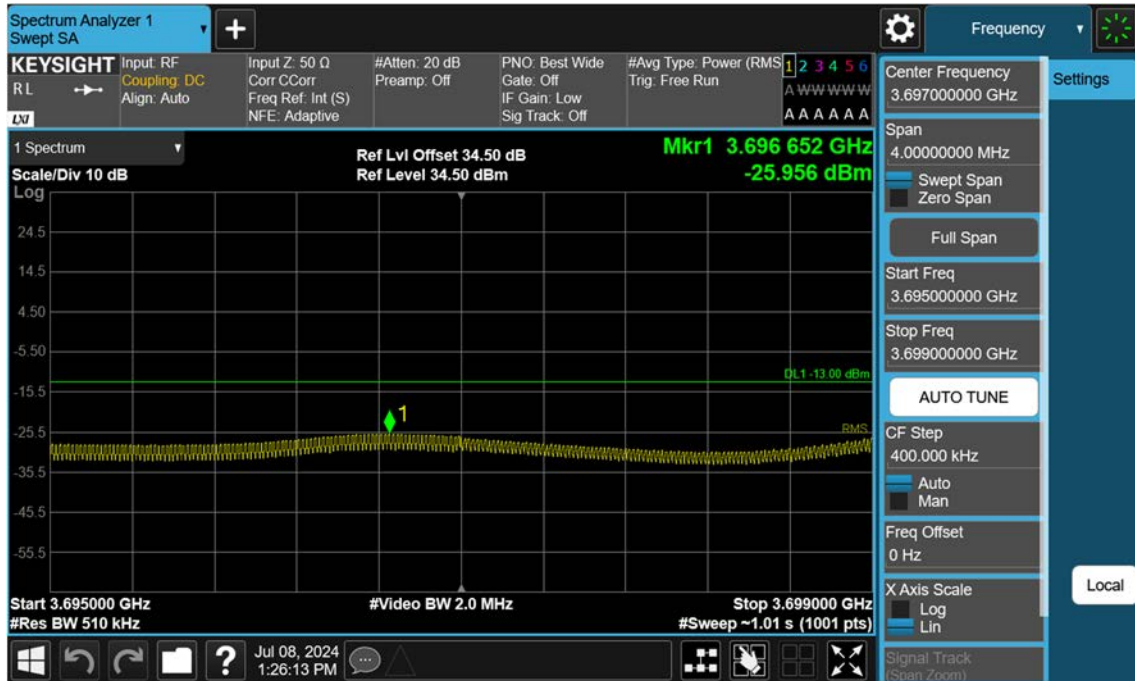 Spectrum Analyzer 1
Swept SA
Frequency
KEYSIGHT
R L
LXI
Input: RF
Coupling: DC
Align: Auto
Input Z: 50 Ω
Corr CCorr
Freq Ref: Int (S)
NFE: Adaptive
#Atten: 20 dB
Preamp: Off
PNO: Best Wide
Gate: Off
IF Gain: Low
Sig Track: Off
#Avg Type: Power (RMS
Trig: Free Run
1 2 3 4 5 6
A W W W W W
A A A A A A
1 Spectrum
Scale/Div 10 dB
Ref Lvl Offset 34.50 dB
Ref Level 34.50 dBm
Mkr1 3.696 652 GHz
-25.956 dBm
Log
24.5
14.5
4.50
-5.50
DL1 -13.00 dBm
-15.5
1
-25.5
RMS
-35.5
-45.5
-55.5
Start 3.695000 GHz
#Video BW 2.0 MHz
Stop 3.699000 GHz
#Res BW 510 kHz
#Sweep ~1.01 s (1001 pts)
Jul 08, 2024
1:26:13 PM
Center Frequency
3.697000000 GHz
Settings
Span
4.00000000 MHz
Swept Span
Zero Span
Full Span
Start Freq
3.695000000 GHz
Stop Freq
3.699000000 GHz
AUTO TUNE
CF Step
400.000 kHz
Auto
Man
Freq Offset
0 Hz
X Axis Scale
Log
Lin
Local
Signal Track
(Span Zoom)